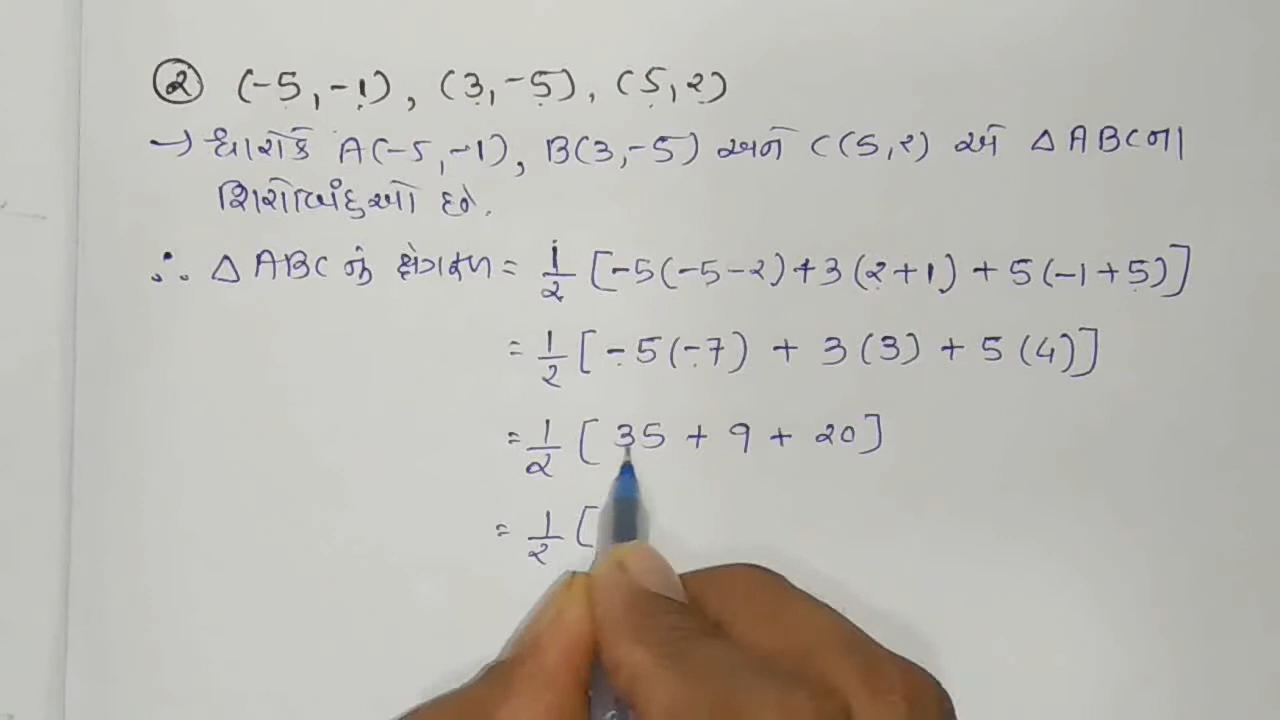 ② (-5,-1), (3,-5), (5,2)
→ ધારોકે A(-5,-1), B(3,-5) અને C(5,2) એ △ABCના
શિરોબિંદુઓ છે.
∴ △ABC નું ક્ષેત્રફળ = 1/2 [-5(-5-2)+3(2+1)+5(-1+5)]
= 1/2 [-5(-7) + 3(3) + 5(4)]
= 1/2 [35 + 9 + 20]
= 1/2 [